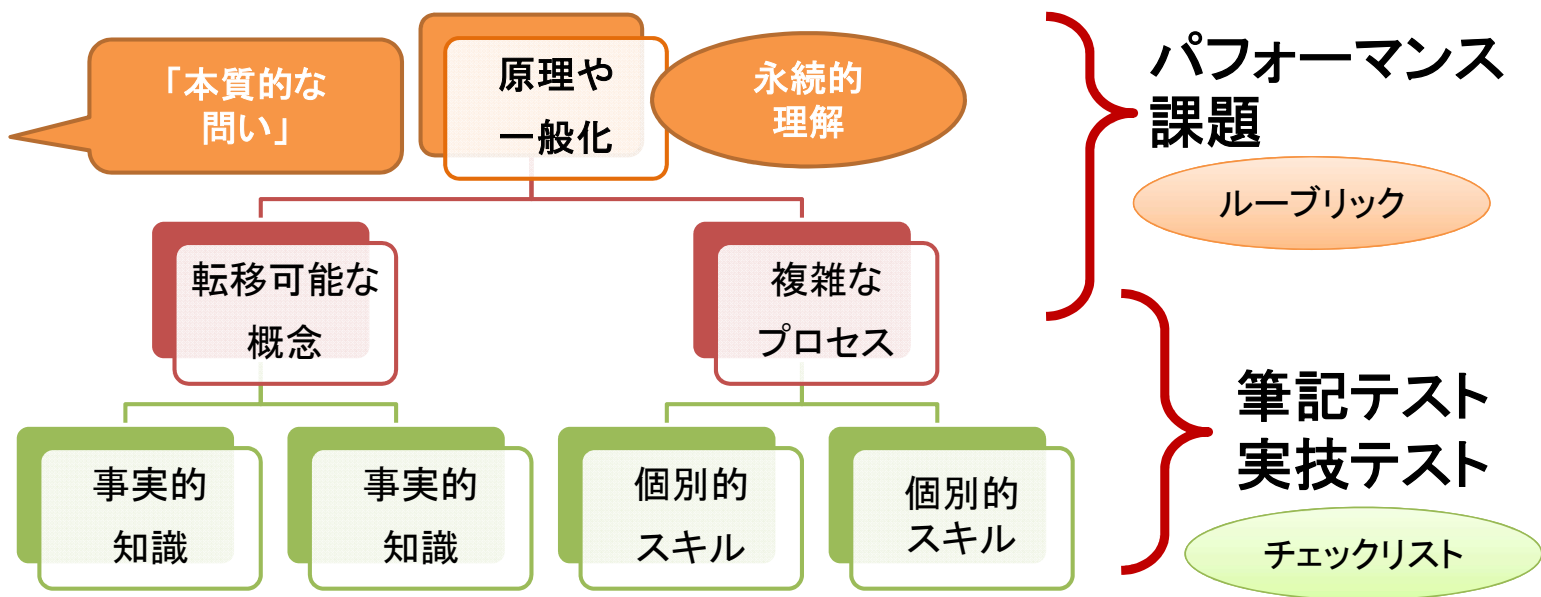 「本質的な
問い」
原理や
一般化
永続的
理解
パフォーマンス
課題
ルーブリック
転移可能な
概念
複雑な
プロセス
事実的
知識
事実的
知識
個別的
スキル
個別的
スキル
筆記テスト
実技テスト
チェックリスト